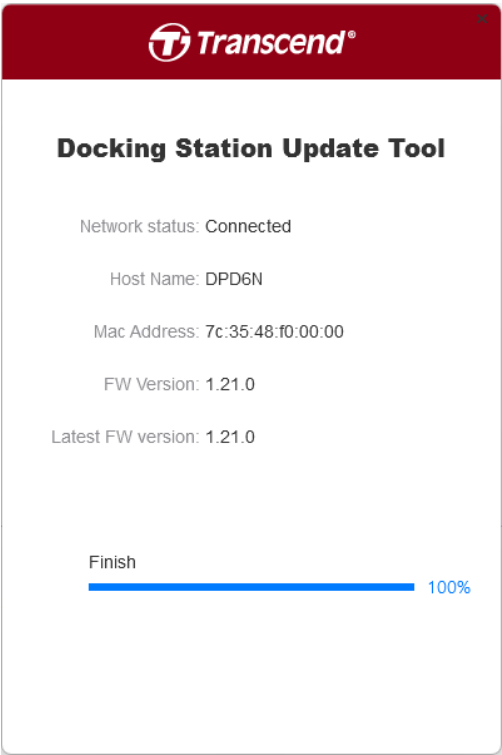 Transcend®
Docking Station Update Tool
Network status: Connected
Host Name: DPD6N
Mac Address: 7c:35:48:f0:00:00
FW Version: 1.21.0
Latest FW version: 1.21.0
Finish
100%